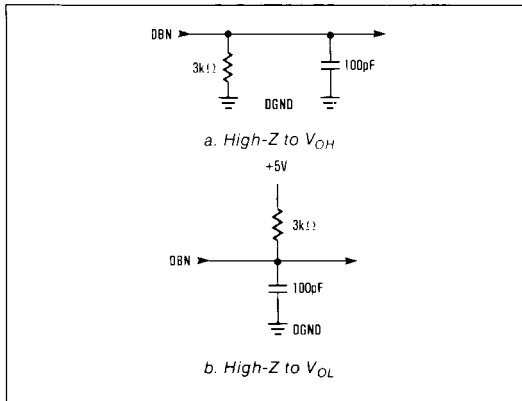 DBN
3kΩ
100pF
DGND
a. High-Z to VOH
+5V
3kΩ
DBN
100pF
DGND
b. High-Z to VOL